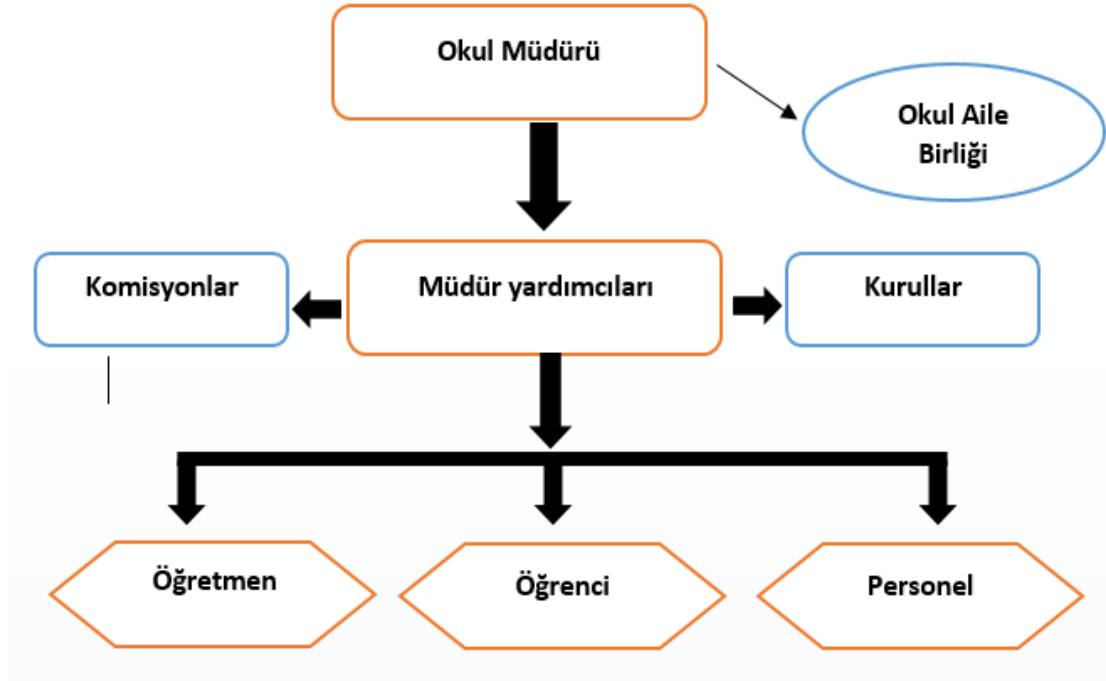 Okul Müdürü
Okul Aile
Birliği
Komisyonlar
Müdür yardımcıları
Kurullar
Öğretmen
Öğrenci
Personel